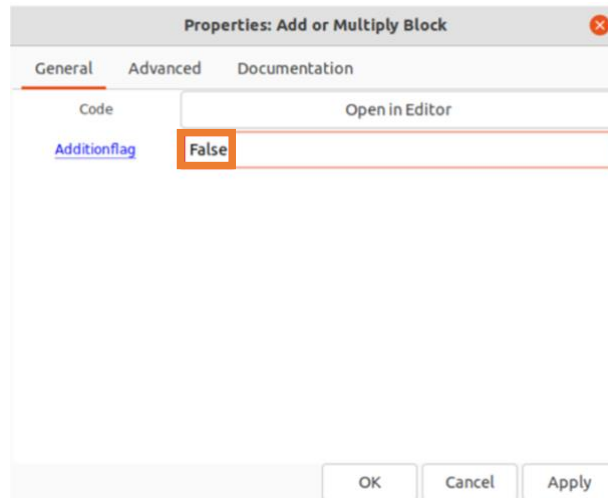 Properties: Add or Multiply Block
General Advanced Documentation
Code Open in Editor
Additionflag False
OK Cancel Apply